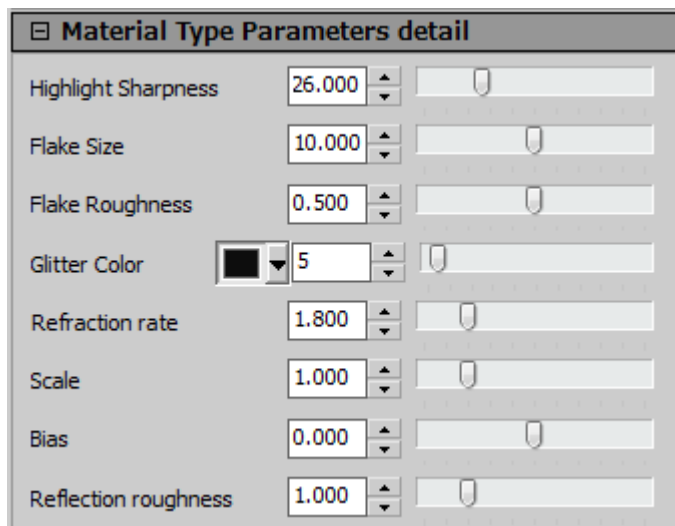 Material Type Parameters detail
Highlight Sharpness 26.000
Flake Size 10.000
Flake Roughness 0.500
Glitter Color 5
Refraction rate 1.800
Scale 1.000
Bias 0.000
Reflection roughness 1.000